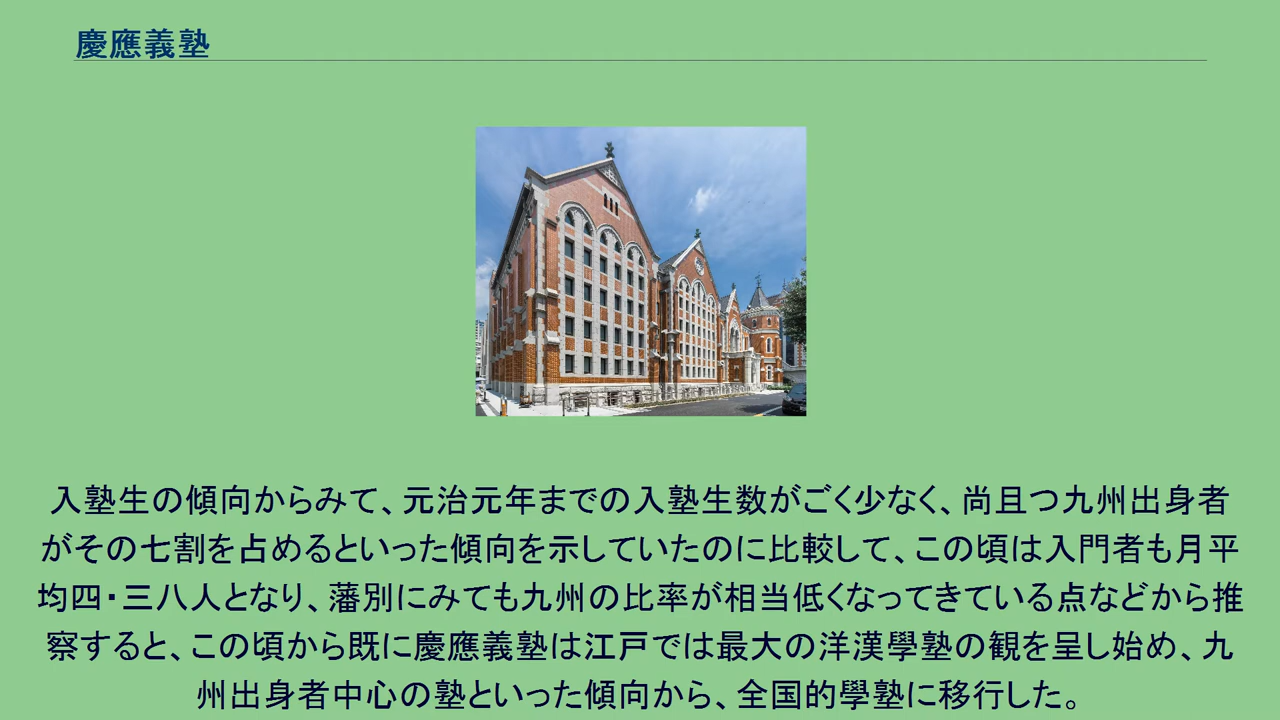 慶應義塾
入塾生の傾向からみて、元治元年までの入塾生数がごく少なく、尚且つ九州出身者
がその七割を占めるといった傾向を示していたのに比較して、この頃は入門者も月平
均四・三八人となり、藩別にみても九州の比率が相当低くなってきている点などから推
察すると、この頃から既に慶應義塾は江戸では最大の洋漢學塾の観を呈し始め、九
州出身者中心の塾といった傾向から、全国的學塾に移行した。